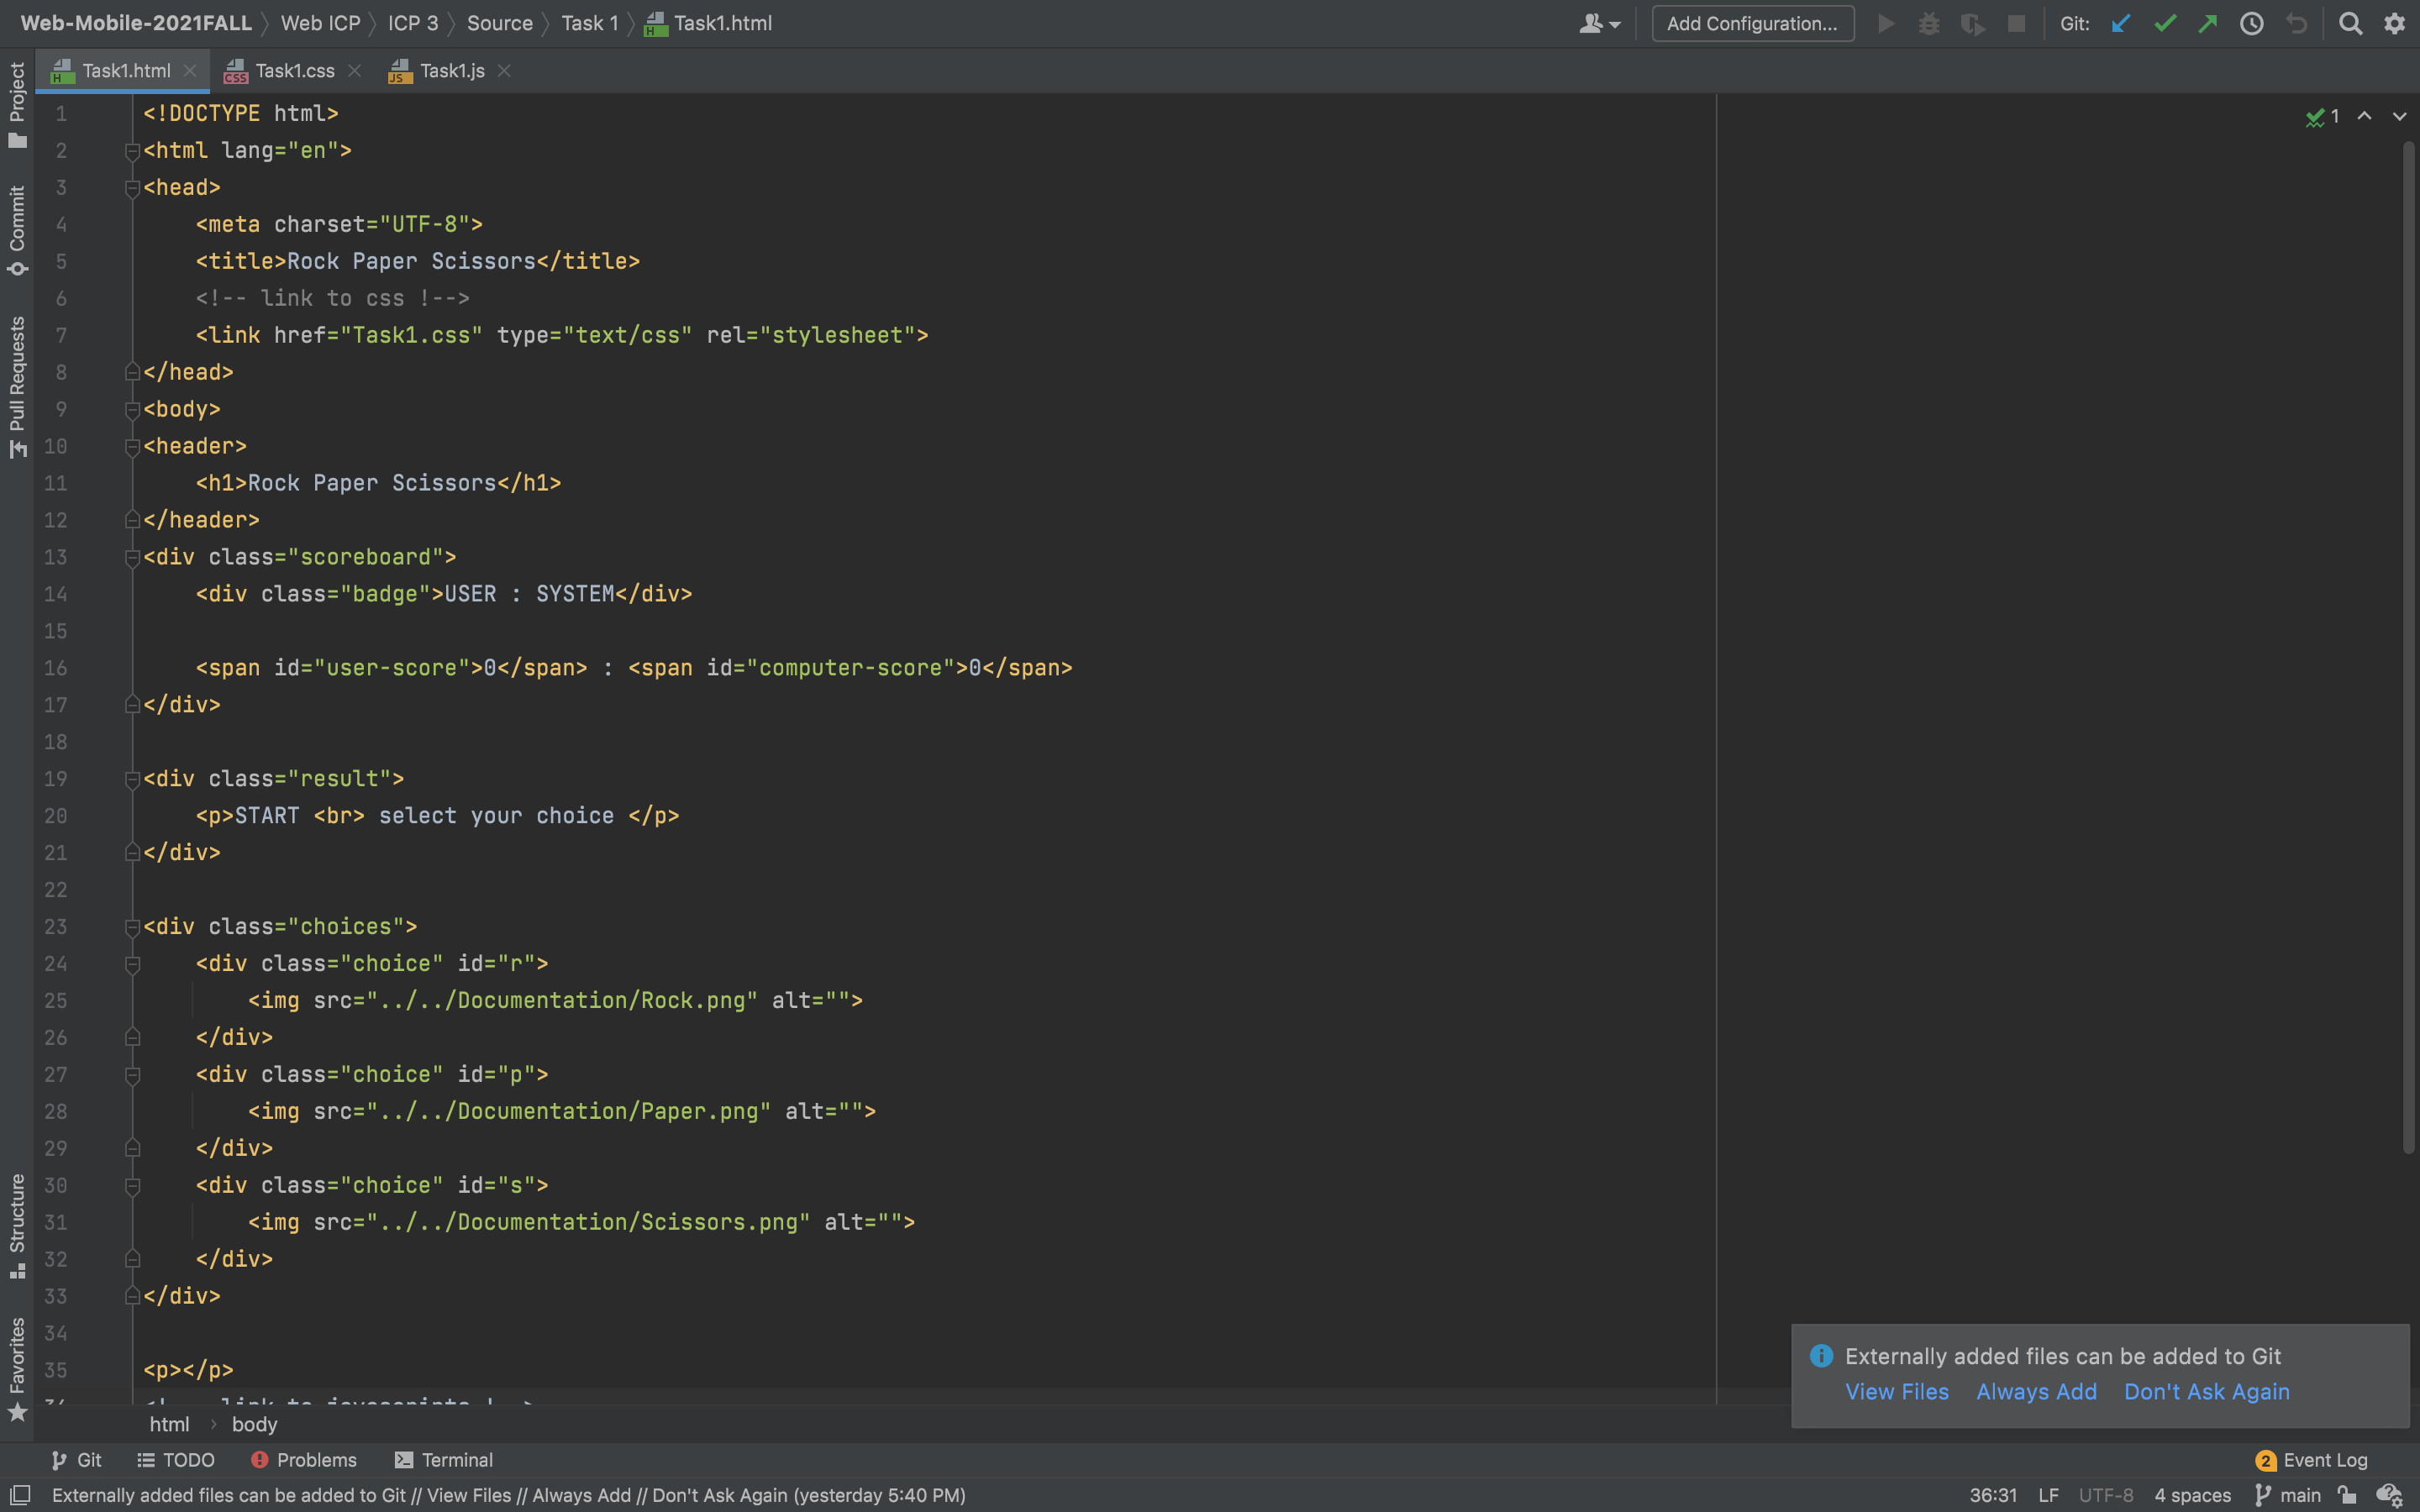 Web-Mobile-2021FALL Web ICP ICP 3 Source Task 1 Task1.html
Add Configuration... Git:
Task1.html Task1.css Task1.js
Project
Commit
Pull Requests
Structure
Favorites
1
1 <!DOCTYPE html>
2 <html lang="en">
3 <head>
4 <meta charset="UTF-8">
5 <title>Rock Paper Scissors</title>
6 <!-- link to css !-->
7 <link href="Task1.css" type="text/css" rel="stylesheet">
8 </head>
9 <body>
10 <header>
11 <h1>Rock Paper Scissors</h1>
12 </header>
13 <div class="scoreboard">
14 <div class="badge">USER : SYSTEM</div>
15
16 <span id="user-score">0</span> : <span id="computer-score">0</span>
17 </div>
18
19 <div class="result">
20 <p>START <br> select your choice </p>
21 </div>
22
23 <div class="choices">
24 <div class="choice" id="r">
25 <img src="../../Documentation/Rock.png" alt="">
26 </div>
27 <div class="choice" id="p">
28 <img src="../../Documentation/Paper.png" alt="">
29 </div>
30 <div class="choice" id="s">
31 <img src="../../Documentation/Scissors.png" alt="">
32 </div>
33 </div>
34
35 <p></p>
Externally added files can be added to Git
View Files Always Add Don't Ask Again
html body
Git TODO Problems Terminal
2 Event Log
Externally added files can be added to Git // View Files // Always Add // Don't Ask Again (yesterday 5:40 PM)
36:31 LF UTF-8 4 spaces main